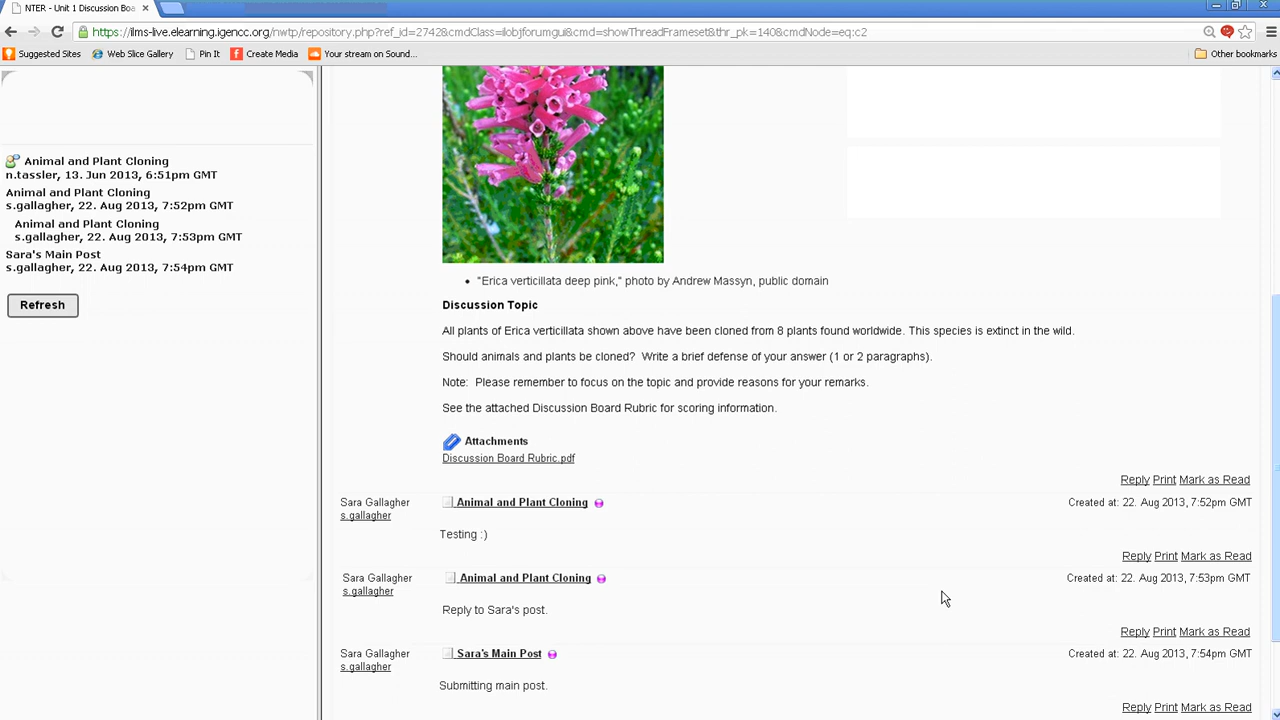 NTER - Unit 1 Discussion Boa
https://ilms-live.elearning.igencc.org/nwtp/repository.php?ref_id=2742&cmdClass=ilobjforumgui&cmd=showThreadFrameset&thr_pk=140&cmdNode=eq:c2
Suggested Sites Web Slice Gallery Pin It Create Media Your stream on Sound... Other bookmarks
Animal and Plant Cloning
n.tassler, 13. Jun 2013, 6:51pm GMT
Animal and Plant Cloning
s.gallagher, 22. Aug 2013, 7:52pm GMT
Animal and Plant Cloning
s.gallagher, 22. Aug 2013, 7:53pm GMT
Sara's Main Post
s.gallagher, 22. Aug 2013, 7:54pm GMT
Refresh
• "Erica verticillata deep pink," photo by Andrew Massyn, public domain
Discussion Topic
All plants of Erica verticillata shown above have been cloned from 8 plants found worldwide. This species is extinct in the wild.
Should animals and plants be cloned? Write a brief defense of your answer (1 or 2 paragraphs).
Note: Please remember to focus on the topic and provide reasons for your remarks.
See the attached Discussion Board Rubric for scoring information.
Attachments
Discussion Board Rubric.pdf
Reply Print Mark as Read
Sara Gallagher Animal and Plant Cloning Created at: 22. Aug 2013, 7:52pm GMT
s.gallagher
Testing :)
Reply Print Mark as Read
Sara Gallagher Animal and Plant Cloning Created at: 22. Aug 2013, 7:53pm GMT
s.gallagher
Reply to Sara's post.
Reply Print Mark as Read
Sara Gallagher Sara's Main Post Created at: 22. Aug 2013, 7:54pm GMT
s.gallagher
Submitting main post.
Reply Print Mark as Read